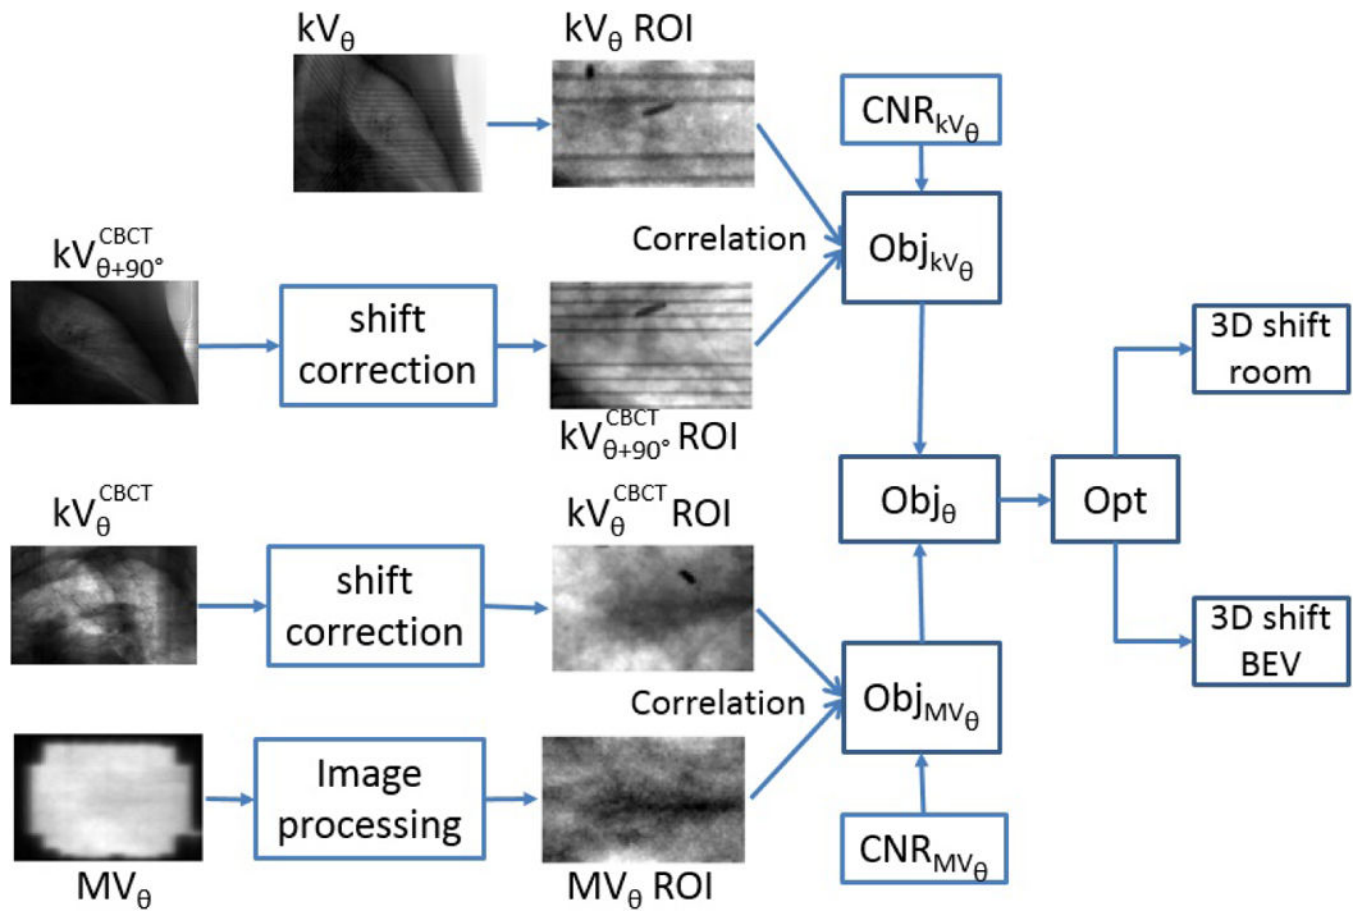 kVθ
kVθ ROI
CNRkVθ
Correlation
ObjkVθ
kVθ+90°CBCT
shift
correction
kVθ+90°CBCT ROI
3D shift
room
Objθ
Opt
kVθCBCT
kVθCBCT ROI
shift
correction
3D shift
BEV
Correlation
ObjMVθ
Image
processing
CNRMVθ
MVθ
MVθ ROI